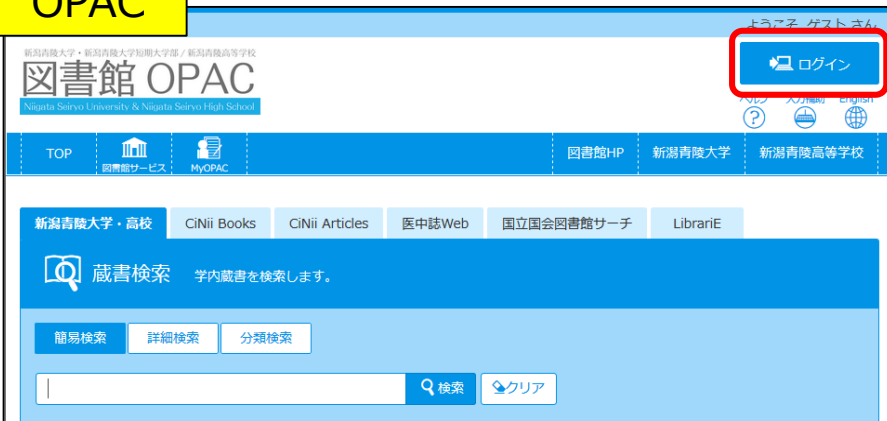 OPAC
ようこそ ゲスト さん
新潟青陵大学・新潟青陵大学短期大学部 / 新潟青陵高等学校
図書館 OPAC
Niigata Seiryo University & Niigata Seiryo High School
ログイン
ヘルプ 入力補助 English
TOP 図書館サービス MyOPAC 図書館HP 新潟青陵大学 新潟青陵高等学校
新潟青陵大学・高校 CiNii Books CiNii Articles 医中誌Web 国立国会図書館サーチ LibrariE
蔵書検索 学内蔵書を検索します。
簡易検索 詳細検索 分類検索
検索 クリア